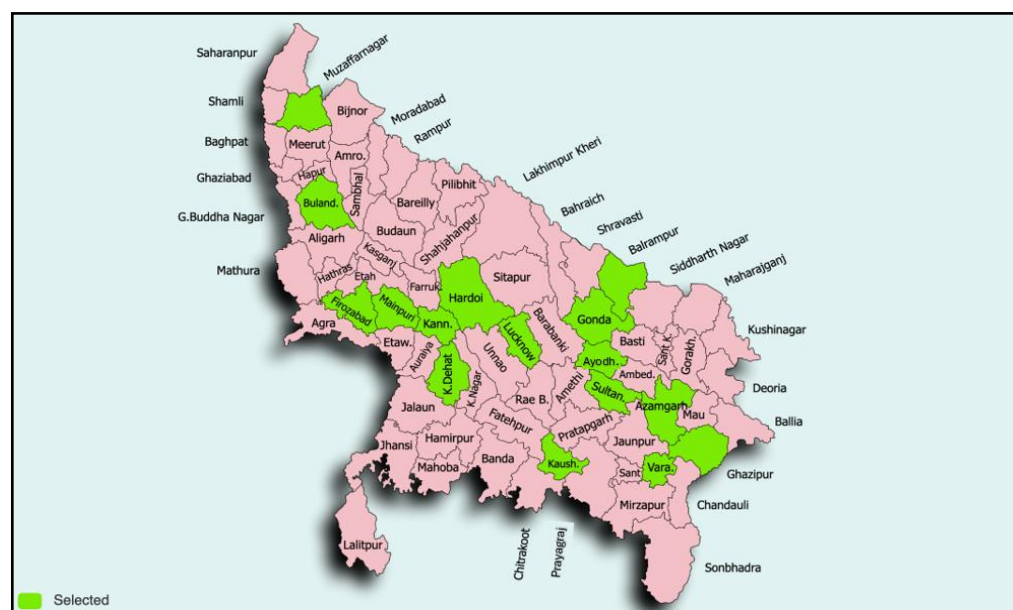 Saharanpur
Muzaffarnagar
Shamli
Bijnor
Moradabad
Rampur
Baghpat
Meerut
Amro.
Lakhimpur Kheri
Ghaziabad
Hapur
Sambhal
Pilibhit
Bareilly
Bahraich
G.Buddha Nagar
Buland.
Shravasti
Balrampur
Budaun
Shahjahanpur
Aligarh
Siddharth Nagar
Maharajganj
Mathura
Hathras
Kasganj
Etah
Farruk.
Hardoi
Sitapur
Firozabad
Mainpuri
Agra
Kann.
Lucknow
Barabanki
Gonda
Kushinagar
Etaw.
Auraiya
Unnao
Basti
Sant K.
Gorakh.
K.Dehat
K.Nagar
Ayodh.
Ambed.
Deoria
Rae B.
Amethi
Sultan.
Azamgarh
Mau
Jalaun
Fatehpur
Pratapgarh
Ballia
Jhansi
Hamirpur
Jaunpur
Mahoba
Banda
Kaush.
Sant
Vara.
Ghazipur
Mirzapur
Chandauli
Lalitpur
Chitrakoot
Prayagraj
Sonbhadra
Selected